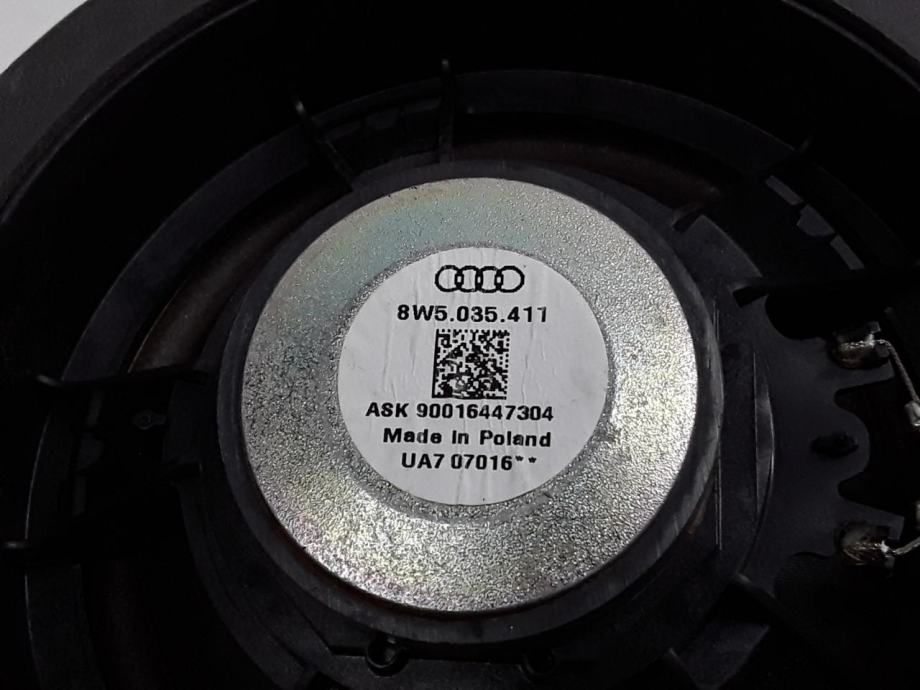 8W5.035.411
ASK 90016447304
Made in Poland
UA7 07016**